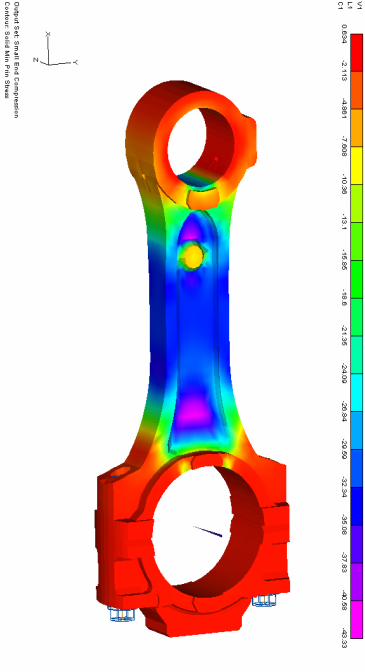 V1
L1
C1
0.634
-2.113
-4.861
-7.608
-10.36
-13.1
-15.85
-18.6
-21.35
-24.09
-26.84
-29.59
-32.34
-35.08
-37.83
-40.58
-43.33
X
Y
Z
Output Set: Small End Compression
Contour: Solid Min Prin Stress